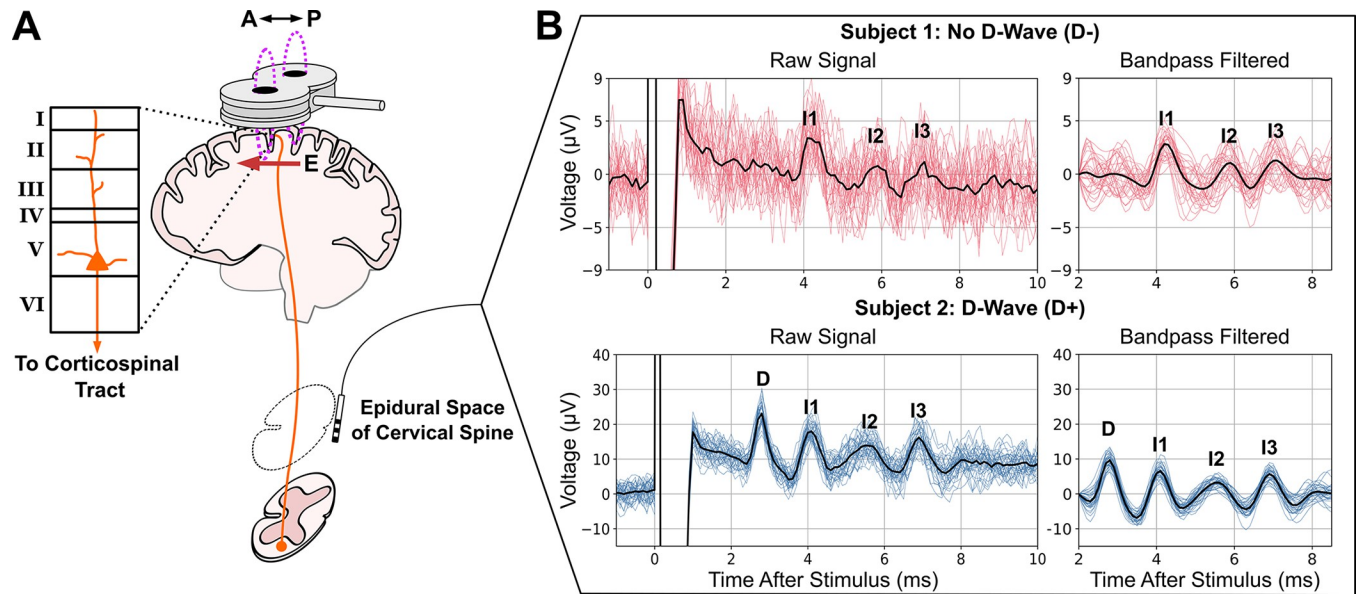 A
A P
E
I
II
III
IV
V
VI
To Corticospinal
Tract
Epidural Space
of Cervical Spine
B
Subject 1: No D-Wave (D-)
Raw Signal
Bandpass Filtered
Voltage (μV)
9
5
0
−5
−9
I1
I2
I3
0 2 4 6 8 10
9
5
0
−5
−9
I1
I2
I3
2 4 6 8
Subject 2: D-Wave (D+)
Raw Signal
Bandpass Filtered
Voltage (μV)
40
30
20
10
0
−10
D
I1
I2
I3
0 2 4 6 8 10
Time After Stimulus (ms)
40
30
20
10
0
-10
D
I1
I2
I3
2 4 6 8
Time After Stimulus (ms)